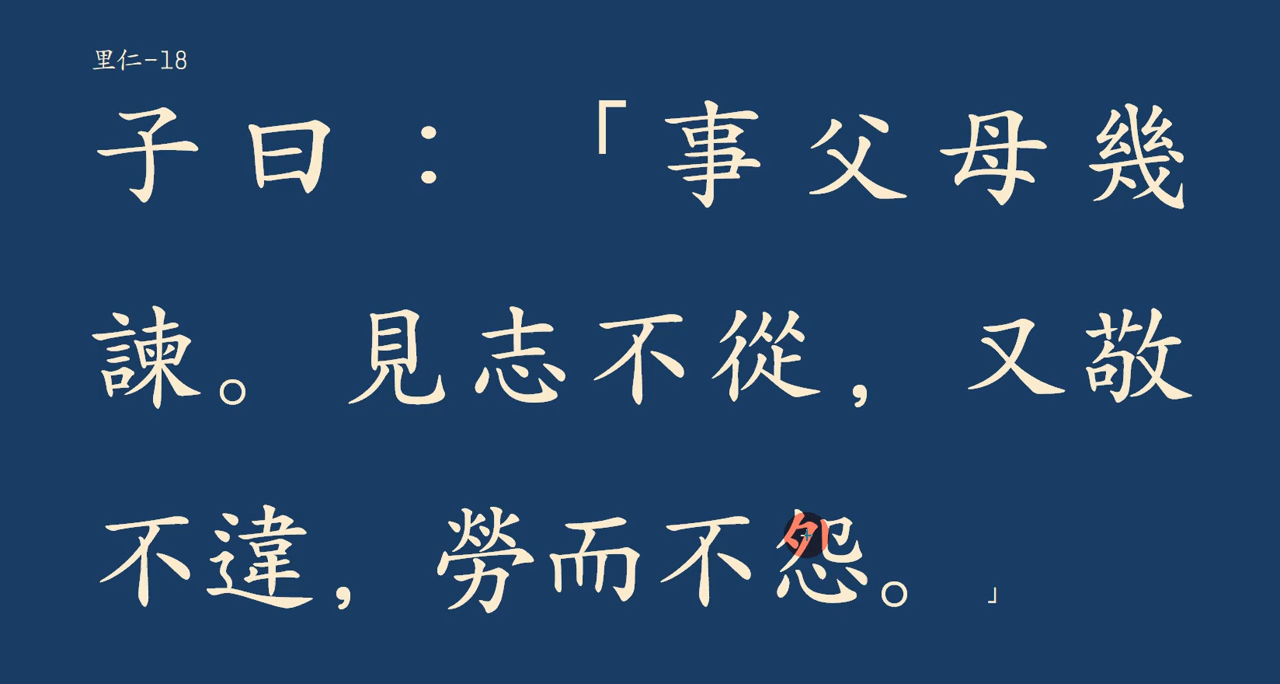 里仁-18
子曰：「事父母幾
諫。見志不從，又敬
不違，勞而不怨。」